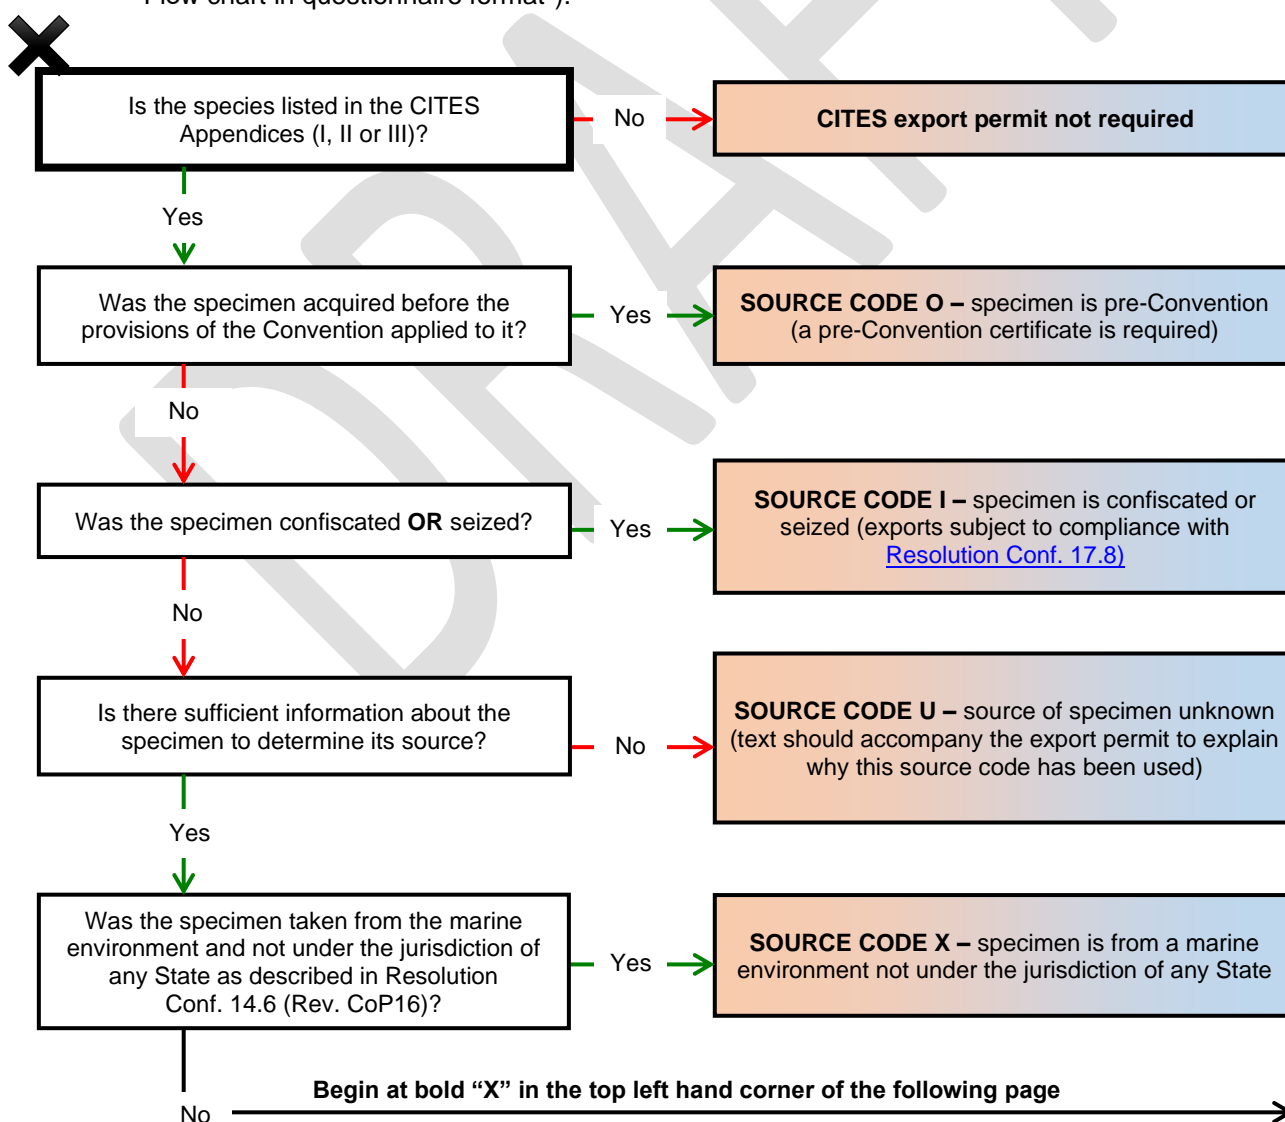 Flow chart in questionnaire format").
Is the species listed in the CITES
Appendices (I, II or III)?
No
CITES export permit not required
Yes
Was the specimen acquired before the
provisions of the Convention applied to it?
Yes
SOURCE CODE O – specimen is pre-Convention
(a pre-Convention certificate is required)
No
Was the specimen confiscated OR seized?
Yes
SOURCE CODE I – specimen is confiscated or
seized (exports subject to compliance with
Resolution Conf. 17.8)
No
Is there sufficient information about the
specimen to determine its source?
No
SOURCE CODE U – source of specimen unknown
(text should accompany the export permit to explain
why this source code has been used)
Yes
Was the specimen taken from the marine
environment and not under the jurisdiction of
any State as described in Resolution
Conf. 14.6 (Rev. CoP16)?
Yes
SOURCE CODE X – specimen is from a marine
environment not under the jurisdiction of any State
Begin at bold “X” in the top left hand corner of the following page
No
DRAFT